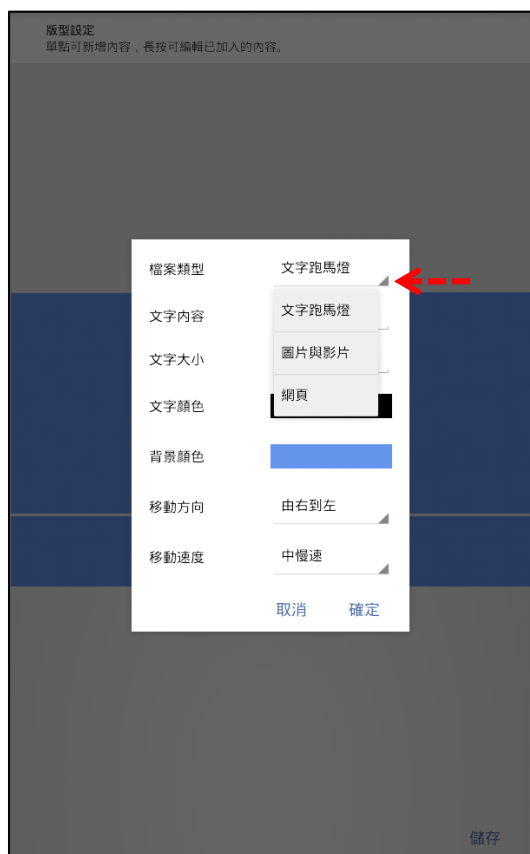 版型設定
單點可新增內容，長按可編輯已加入的內容。
檔案類型 文字跑馬燈
文字內容 文字跑馬燈
文字大小 圖片與影片
文字顏色 網頁
背景顏色
移動方向 由右到左
移動速度 中慢速
取消 確定
儲存